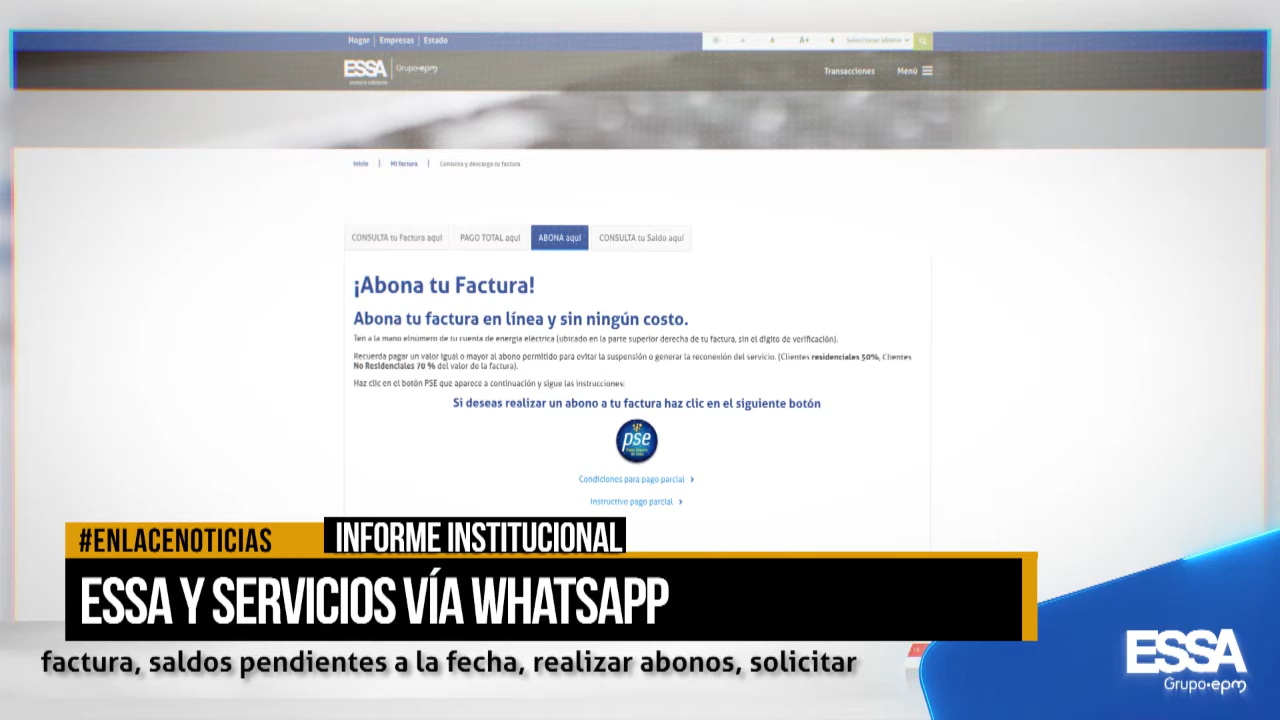 Hogar | Empresas | Estado
A+
Seleccionar idioma
ESSA Grupo·epm
Transacciones
Menú
Inicio | Mi factura | Consulta y descarga tu factura
CONSULTA tu Factura aquí
PAGO TOTAL aquí
ABONA aquí
CONSULTA tu Saldo aquí
¡Abona tu Factura!
Abona tu factura en línea y sin ningún costo.
Ten a la mano elnúmero de tu cuenta de energía eléctrica (ubicado en la parte superior derecha de tu factura, sin el dígito de verificación).
Recuerda pagar un valor igual o mayor al abono permitido para evitar la suspensión o generar la reconexión del servicio. (Clientes residenciales 50%, Clientes
No Residenciales 70 % del valor de la factura).
Haz clic en el botón PSE que aparece a continuación y sigue las instrucciones:
Si deseas realizar un abono a tu factura haz clic en el siguiente botón
pse
Condiciones para pago parcial
Instructivo pago parcial
#ENLACENOTICIAS
INFORME INSTITUCIONAL
ESSA Y SERVICIOS VÍA WHATSAPP
factura, saldos pendientes a la fecha, realizar abonos, solicitar
ESSA
Grupo·epm